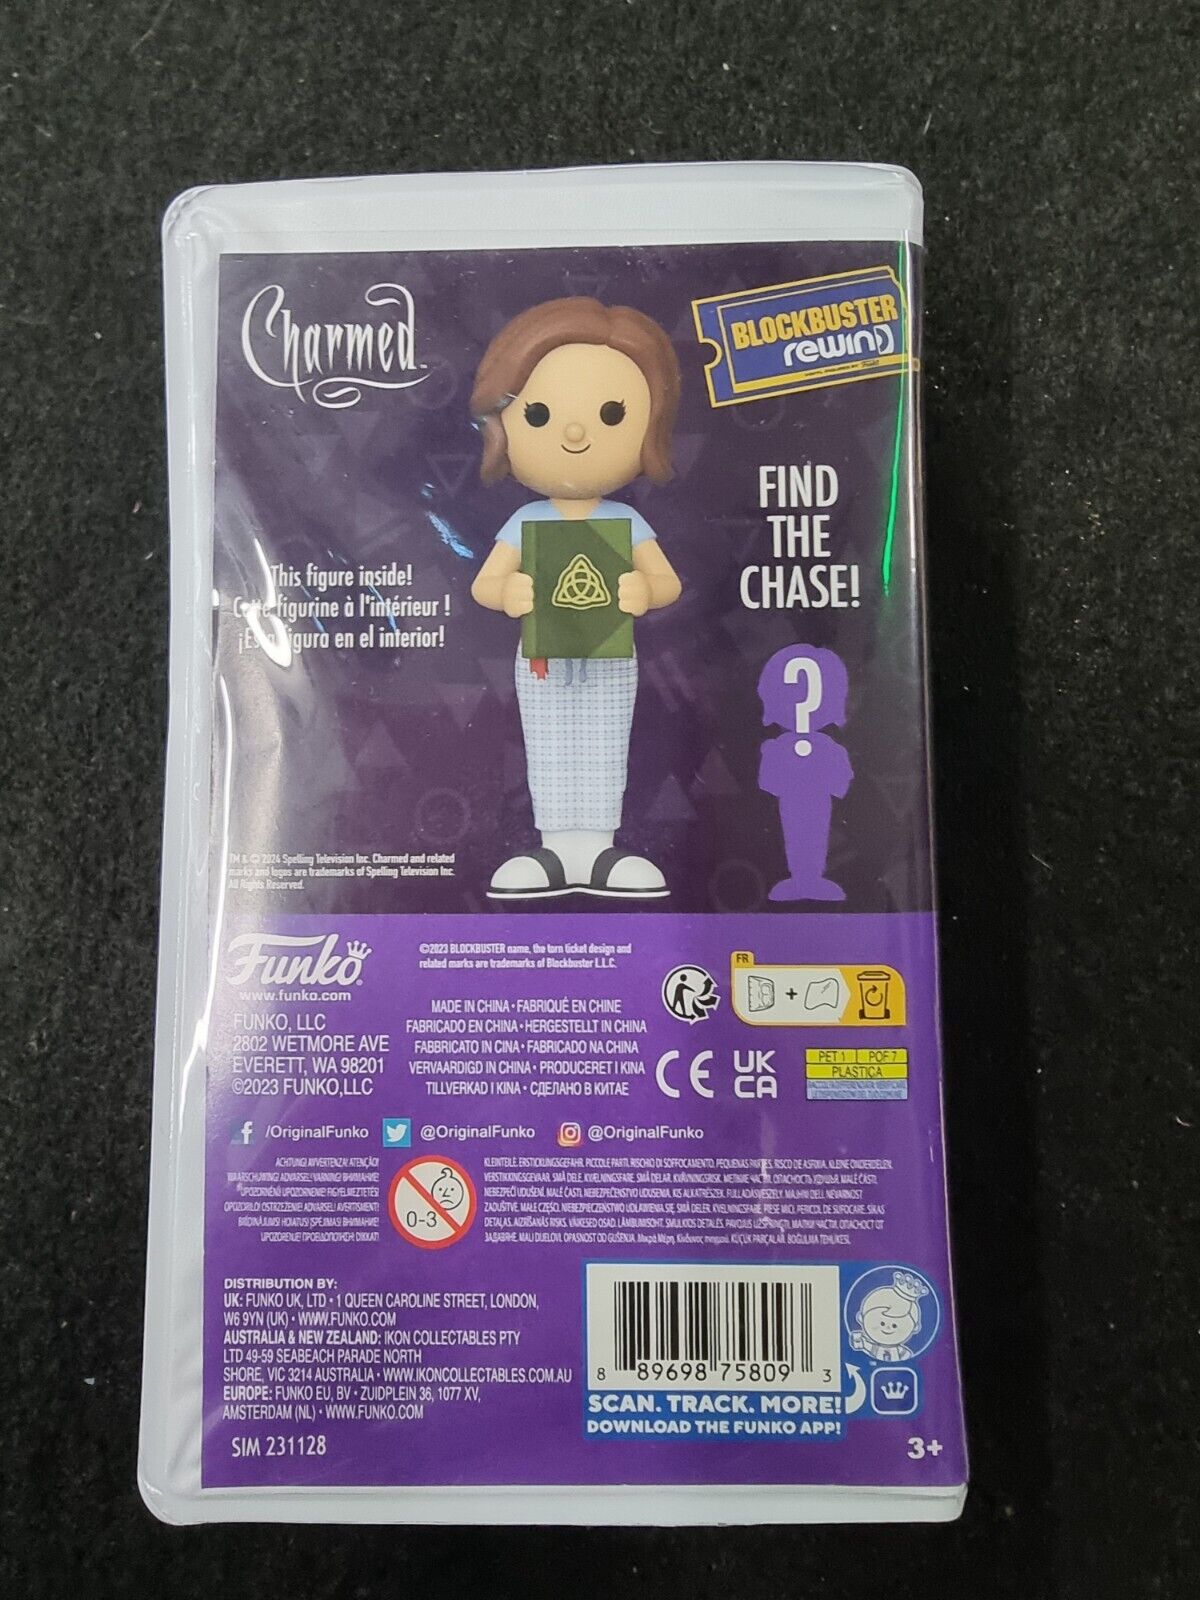 Charmed
BLOCKBUSTER
rewind
FIND
THE
CHASE!
?
This figure inside!
figurine à l'intérieur !
figura en el interior!
TM & © 2024 Spelling Television Inc. Charmed and related
marks and logos are trademarks of Spelling Television Inc.
All Rights Reserved.
Funko
www.funko.com
FUNKO, LLC
2802 WETMORE AVE
EVERETT, WA 98201
©2023 FUNKO,LLC
©2023 BLOCKBUSTER name, the torn ticket design and
related marks are trademarks of Blockbuster L.L.C.
MADE IN CHINA • FABRIQUÉ EN CHINE
FABRICADO EN CHINA • HERGESTELLT IN CHINA
FABBRICATO IN CINA • FABRICADO NA CHINA
VERVAARDIGD IN CHINA • PRODUCERET I KINA
TILLVERKAD I KINA • СДЕЛАНО В КИТАЕ
FR
+
CE
UK
CA
PET 1 POF 7
PLASTICA
/OriginalFunko @OriginalFunko @OriginalFunko
0-3
DISTRIBUTION BY:
UK: FUNKO UK, LTD • 1 QUEEN CAROLINE STREET, LONDON,
W6 9YN (UK) • WWW.FUNKO.COM
AUSTRALIA & NEW ZEALAND: IKON COLLECTABLES PTY
LTD 49-59 SEABEACH PARADE NORTH
SHORE, VIC 3214 AUSTRALIA • WWW.IKONCOLLECTABLES.COM.AU
EUROPE: FUNKO EU, BV • ZUIDPLEIN 36, 1077 XV,
AMSTERDAM (NL) • WWW.FUNKO.COM
SIM 231128
8 89698 75809 3
SCAN. TRACK. MORE!
DOWNLOAD THE FUNKO APP!
3+